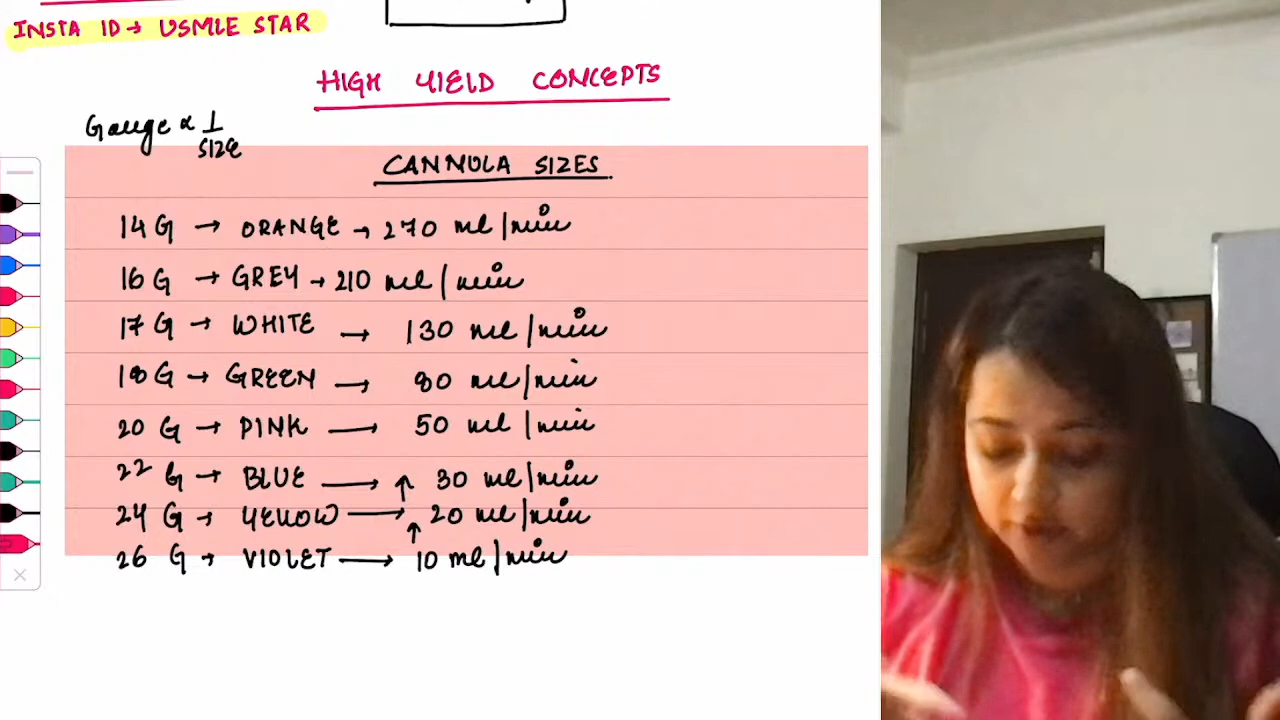 INSTA ID → USMLE STAR
HIGH YIELD CONCEPTS
Gauge ∝ 1/SIZE
CANNULA SIZES
14 G → ORANGE → 270 ml/min
16 G → GREY → 210 ml/min
17 G → WHITE → 130 ml/min
18 G → GREEN → 80 ml/min
20 G → PINK → 50 ml/min
22 G → BLUE → ↑ 30 ml/min
24 G → YELLOW → ↑ 20 ml/min
26 G → VIOLET → 10 ml/min